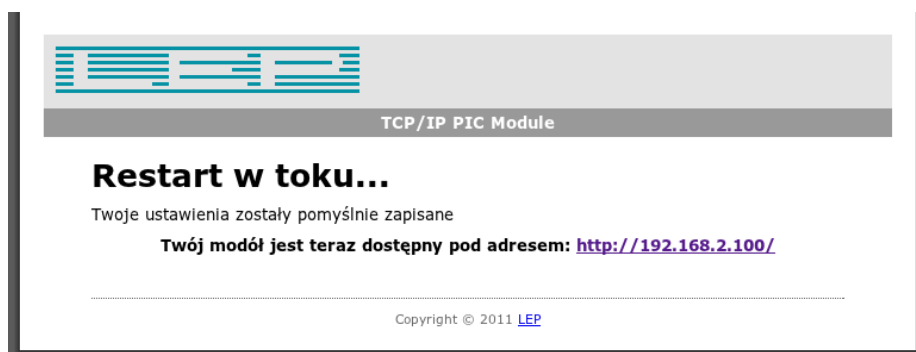 LEP
TCP/IP PIC Module
Restart w toku...
Twoje ustawienia zostały pomyślnie zapisane
Twój modół jest teraz dostępny pod adresem: http://192.168.2.100/
Copyright © 2011 LEP